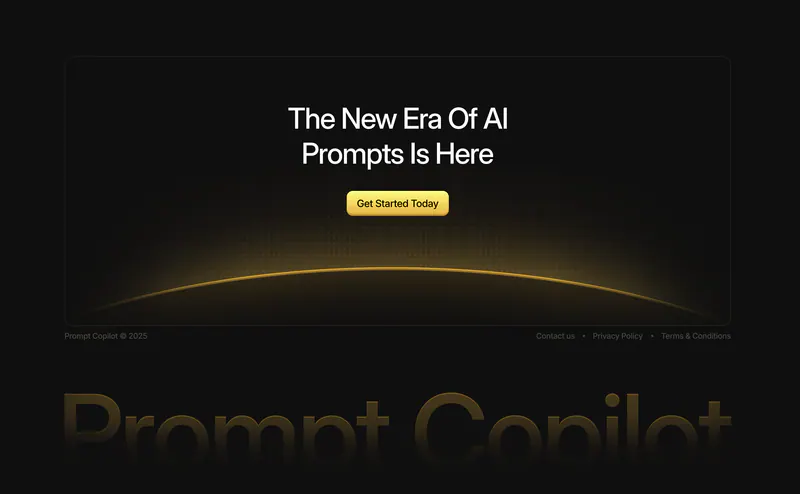 The New Era Of AI
Prompts Is Here
Get Started Today
Prompt Copilot © 2025
Contact us • Privacy Policy • Terms & Conditions
Prompt Copilot